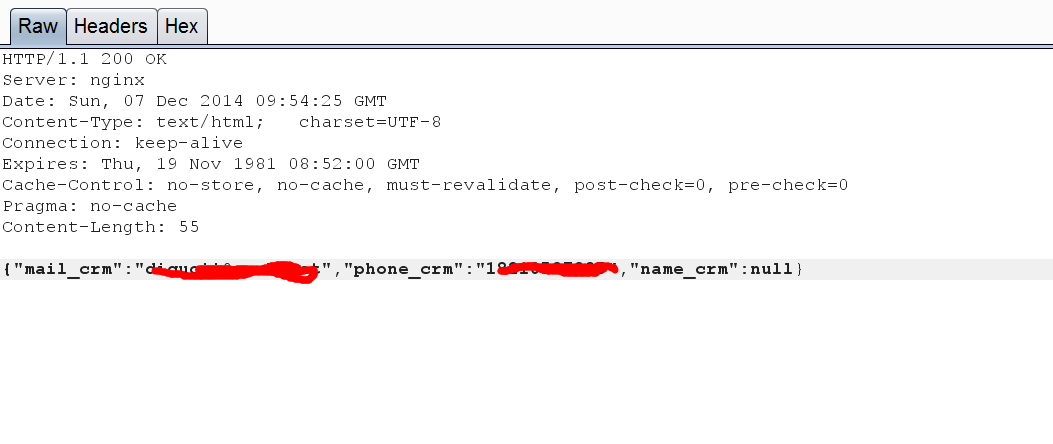 Raw Headers Hex
HTTP/1.1 200 OK
Server: nginx
Date: Sun, 07 Dec 2014 09:54:25 GMT
Content-Type: text/html;   charset=UTF-8
Connection: keep-alive
Expires: Thu, 19 Nov 1981 08:52:00 GMT
Cache-Control: no-store, no-cache, must-revalidate, post-check=0, pre-check=0
Pragma: no-cache
Content-Length: 55
{"mail_crm":"","phone_crm":"","name_crm":null}